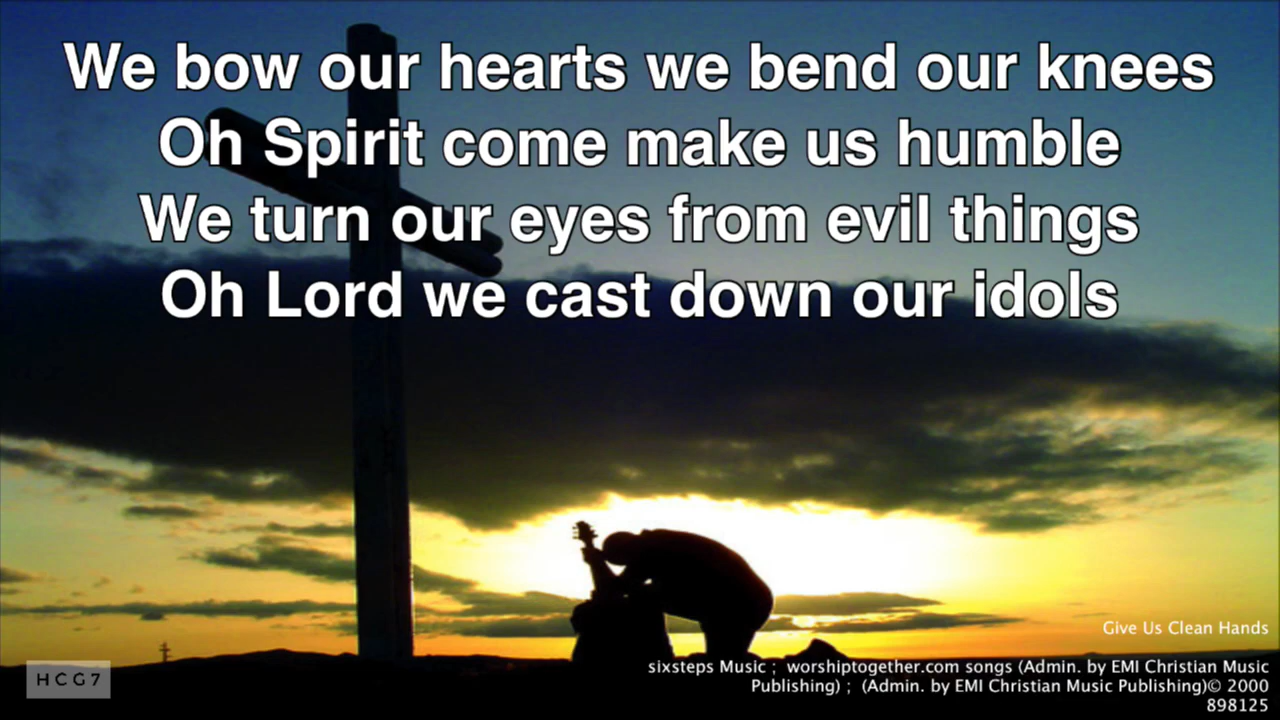 We bow our hearts we bend our knees
Oh Spirit come make us humble
We turn our eyes from evil things
Oh Lord we cast down our idols
Give Us Clean Hands
sixsteps Music ; worshiptogether.com songs (Admin. by EMI Christian Music
Publishing) ; (Admin. by EMI Christian Music Publishing)© 2000
898125
HCG7